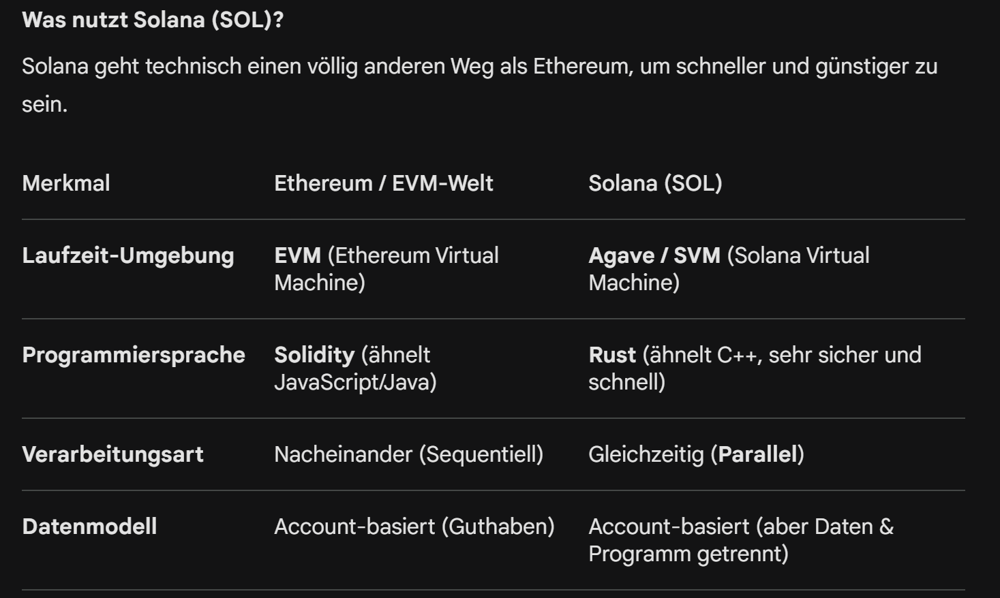 Was nutzt Solana (SOL)?
Solana geht technisch einen völlig anderen Weg als Ethereum, um schneller und günstiger zu
sein.
Merkmal Ethereum / EVM-Welt Solana (SOL)
Laufzeit-Umgebung EVM (Ethereum Virtual Agave / SVM (Solana Virtual
Machine) Machine)
Programmiersprache Solidity (ähnelt Rust (ähnelt C++, sehr sicher und
JavaScript/Java) schnell)
Verarbeitungsart Nacheinander (Sequentiell) Gleichzeitig (Parallel)
Datenmodell Account-basiert (Guthaben) Account-basiert (aber Daten &
Programm getrennt)